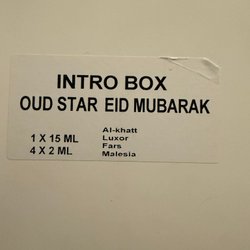 INTRO BOX
OUD STAR EID MUBARAK
1 X 15 ML
4 X 2 ML
Al-khatt
Luxor
Fars
Malesia